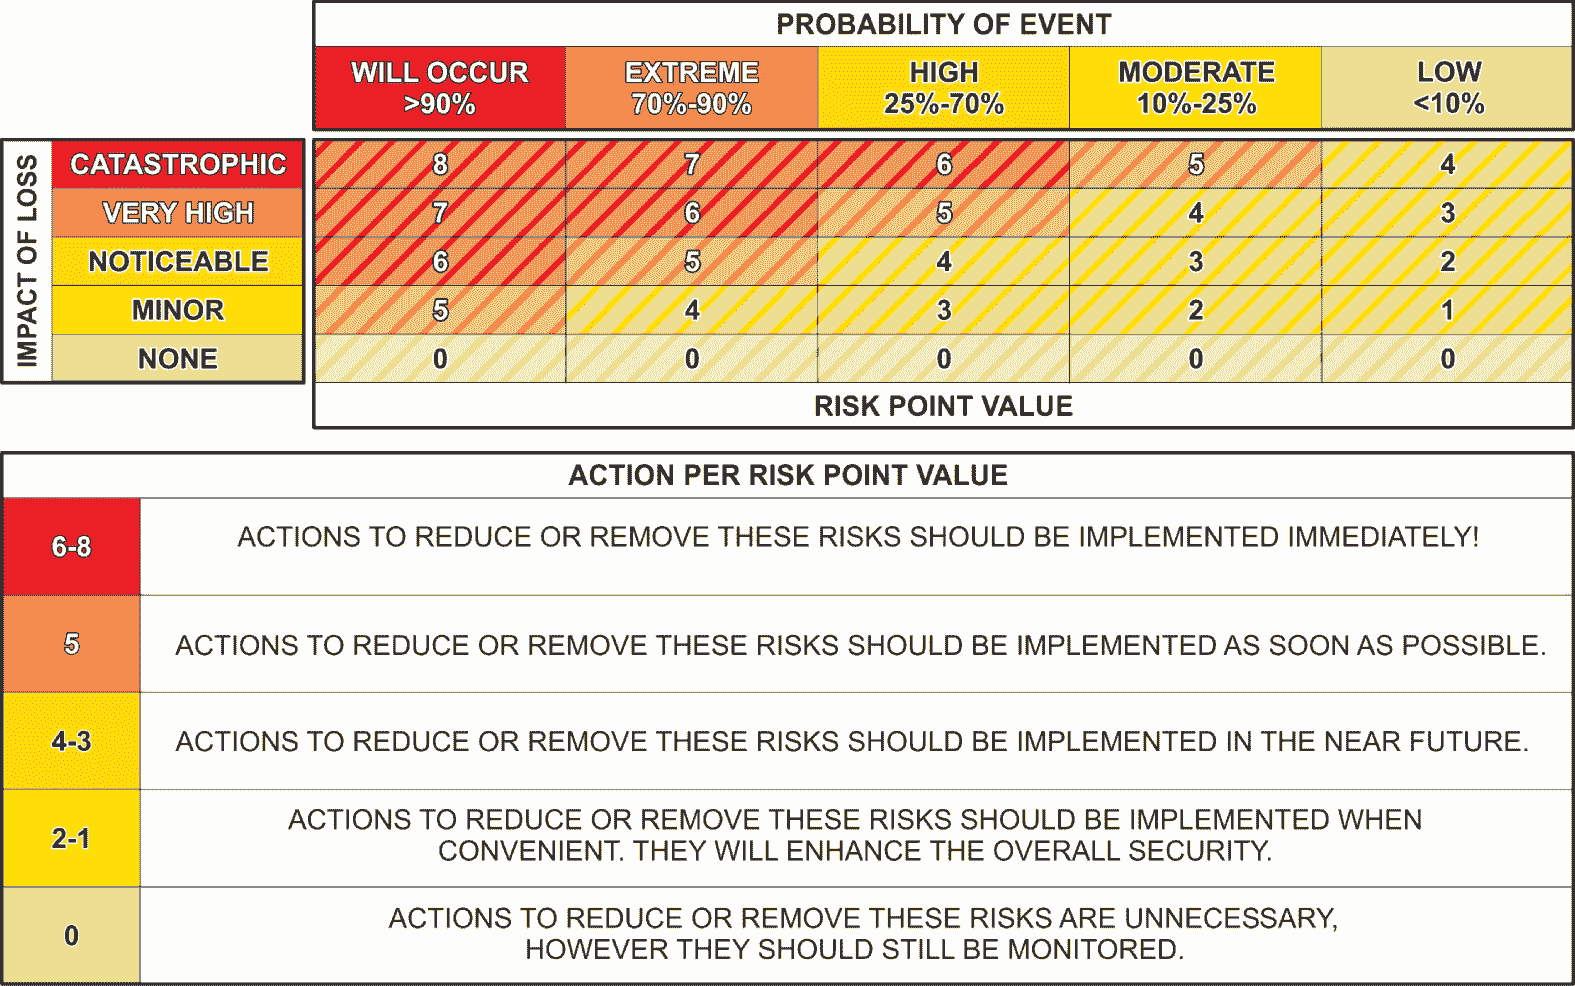 PROBABILITY OF EVENT
WILL OCCUR EXTREME HIGH MODERATE LOW
>90% 70%-90% 25%-70% 10%-25% <10%
IMPACT OF LOSS
CATASTROPHIC 8 7 6 5 4
VERY HIGH 7 6 5 4 3
NOTICEABLE 6 5 4 3 2
MINOR 5 4 3 2 1
NONE 0 0 0 0 0
RISK POINT VALUE
ACTION PER RISK POINT VALUE
6-8 ACTIONS TO REDUCE OR REMOVE THESE RISKS SHOULD BE IMPLEMENTED IMMEDIATELY!
5 ACTIONS TO REDUCE OR REMOVE THESE RISKS SHOULD BE IMPLEMENTED AS SOON AS POSSIBLE.
4-3 ACTIONS TO REDUCE OR REMOVE THESE RISKS SHOULD BE IMPLEMENTED IN THE NEAR FUTURE.
2-1 ACTIONS TO REDUCE OR REMOVE THESE RISKS SHOULD BE IMPLEMENTED WHEN
CONVENIENT. THEY WILL ENHANCE THE OVERALL SECURITY.
0 ACTIONS TO REDUCE OR REMOVE THESE RISKS ARE UNNECESSARY,
HOWEVER THEY SHOULD STILL BE MONITORED.